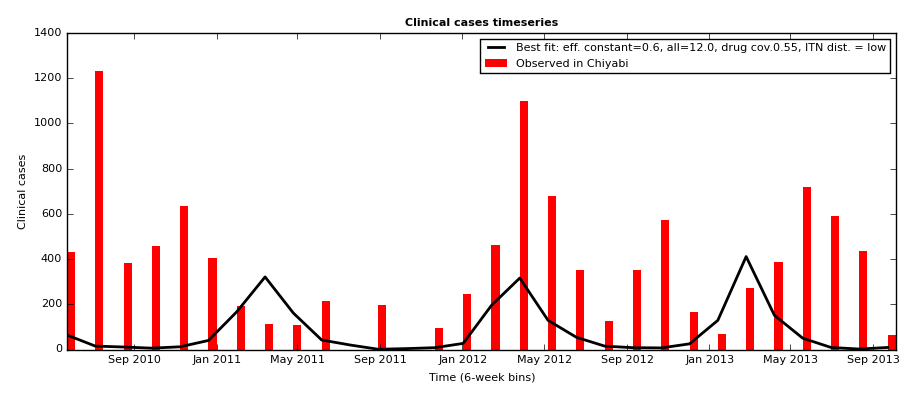 Clinical cases timeseries
1400
1200
1000
800
600
400
200
0
Clinical cases
Best fit: eff. constant=0.6, all=12.0, drug cov.0.55, ITN dist. = low
Observed in Chiyabi
Sep 2010 Jan 2011 May 2011 Sep 2011 Jan 2012 May 2012 Sep 2012 Jan 2013 May 2013 Sep 2013
Time (6-week bins)